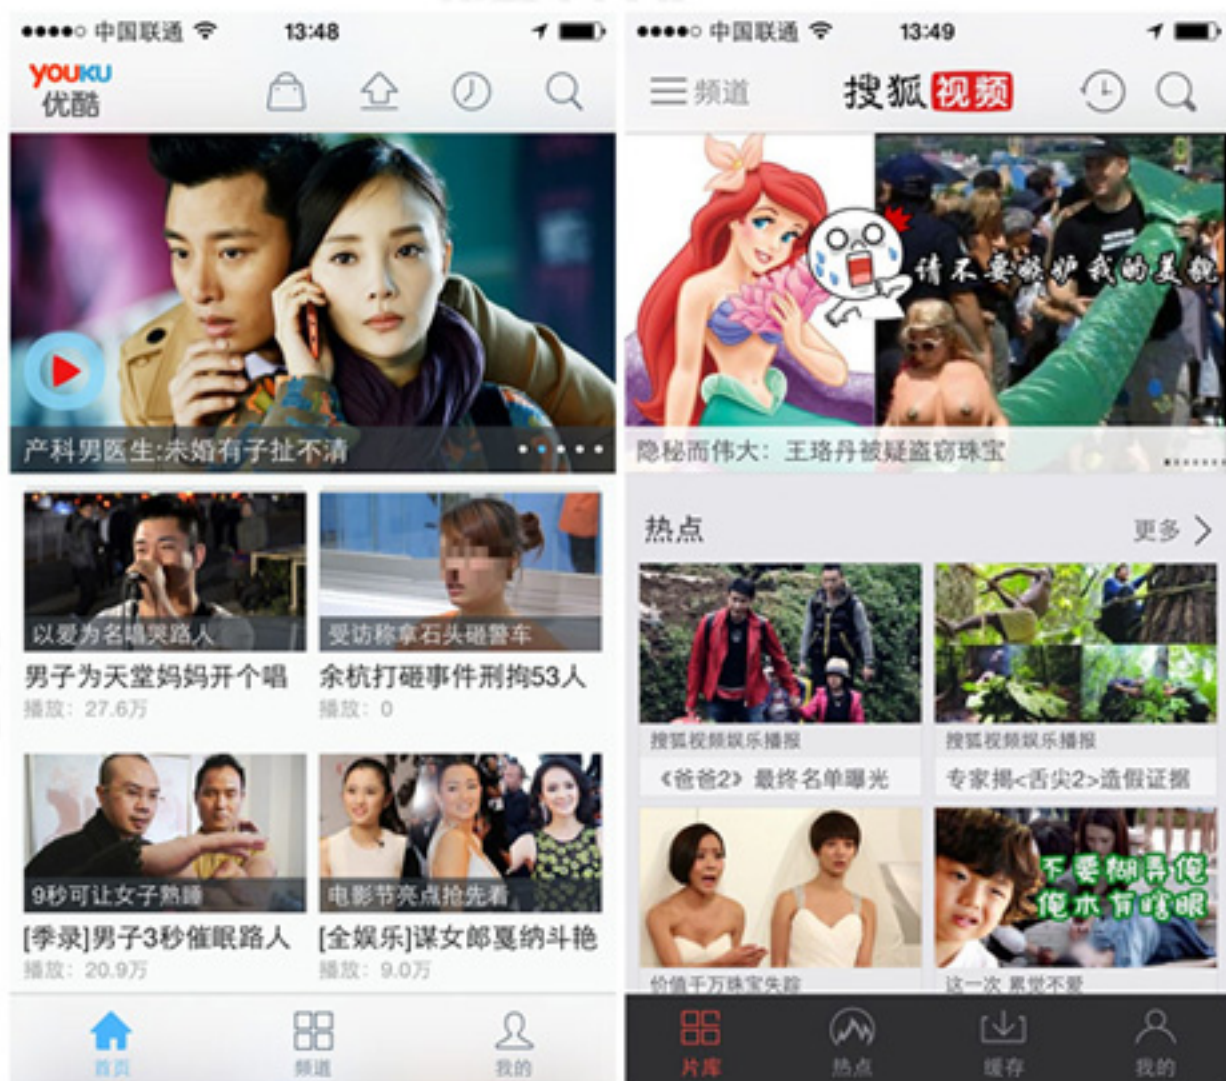 中国联通
13:48
YOUKU
优酷
产科男医生:未婚有子扯不清
以爱为名唱哭路人
受访称拿石头砸警车
男子为天堂妈妈开个唱
余杭打砸事件刑拘53人
播放：27.6万
播放：0
9秒可让女子熟睡
电影节亮点抢先看
[季录]男子3秒催眠路人
[全娱乐]谋女郎戛纳斗艳
播放：20.9万
播放：9.0万
首页
频道
我的
中国联通
13:49
频道
搜狐视频
请不要嫉妒我的美貌
隐秘而伟大：王珞丹被疑盗窃珠宝
热点
更多
搜狐视频娱乐播报
搜狐视频娱乐播报
《爸爸2》最终名单曝光
专家揭<舌尖2>造假证据
不要糊弄俺
俺木有瞎眼
价值千万珠宝失踪
这一次 累觉不爱
片库
热点
缓存
我的